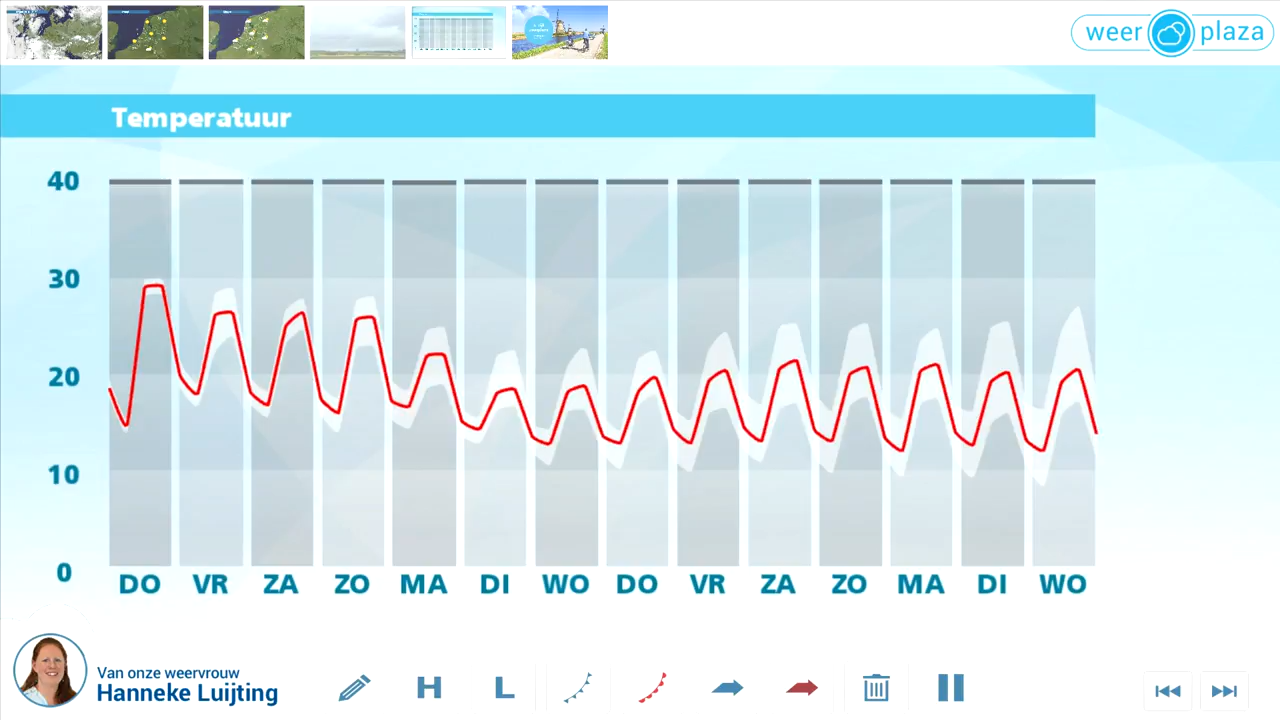 weer plaza
Temperatuur
40
30
20
10
0
DO VR ZA ZO MA DI WO DO VR ZA ZO MA DI WO
Van onze weervrouw
Hanneke Luijting
H L